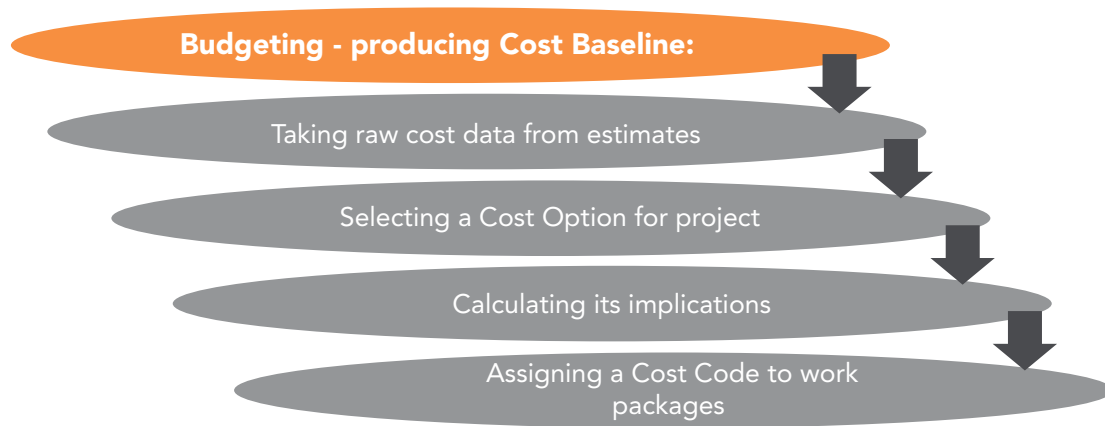 Budgeting - producing Cost Baseline:
Taking raw cost data from estimates
Selecting a Cost Option for project
Calculating its implications
Assigning a Cost Code to work
packages